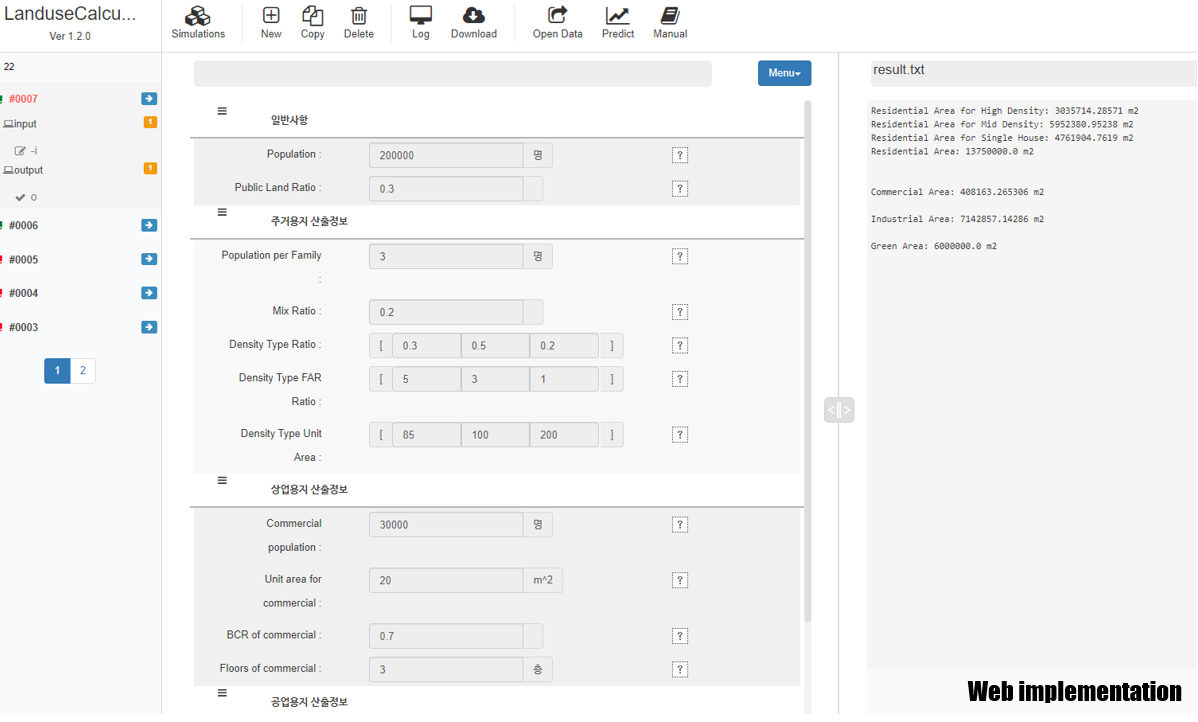 LanduseCalcu...
Ver 1.2.0
Simulations
New
Copy
Delete
Log
Download
Open Data
Predict
Manual
22
#0007
input
1
-i
output
1
o
#0006
#0005
#0004
#0003
1 2
Menu
일반사항
Population : 200000 명 ?
Public Land Ratio : 0.3 ?
주거용지 산출정보
Population per Family 3 명 ?
:
Mix Ratio : 0.2 ?
Density Type Ratio : [ 0.3 0.5 0.2 ] ?
Density Type FAR [ 5 3 1 ] ?
Ratio :
Density Type Unit [ 85 100 200 ] ?
Area :
상업용지 산출정보
Commercial 30000 명 ?
population :
Unit area for 20 m^2 ?
commercial :
BCR of commercial : 0.7 ?
Floors of commercial : 3 층 ?
공업용지 산출정보
result.txt
Residential Area for High Density: 3035714.28571 m2
Residential Area for Mid Density: 5952380.95238 m2
Residential Area for Single House: 4761904.7619 m2
Residential Area: 13750000.0 m2
Commercial Area: 408163.265306 m2
Industrial Area: 7142857.14286 m2
Green Area: 6000000.0 m2
Web implementation